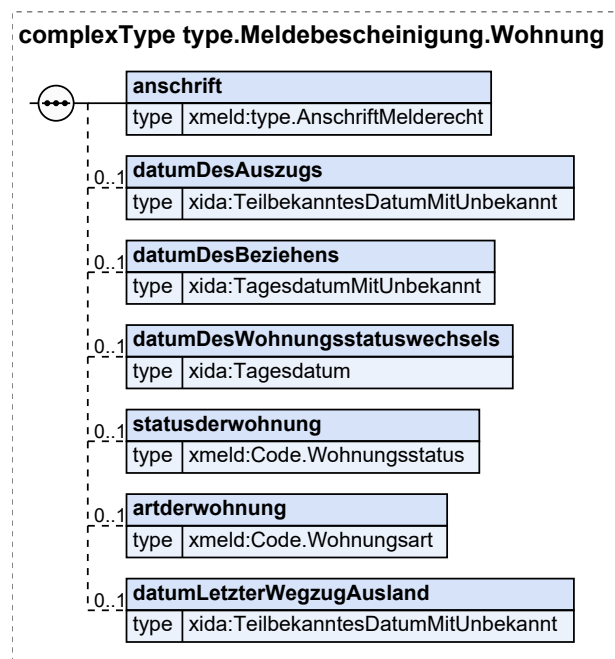 complexType type.Meldebescheinigung.Wohnung
anschrift
type xmeld:type.AnschriftMelderecht
0..1
datumDesAuszugs
type xida:TeilbekanntesDatumMitUnbekannt
0..1
datumDesBeziehens
type xida:TagesdatumMitUnbekannt
0..1
datumDesWohnungsstatuswechsels
type xida:Tagesdatum
0..1
statusderwohnung
type xmeld:Code.Wohnungsstatus
0..1
artderwohnung
type xmeld:Code.Wohnungsart
0..1
datumLetzterWegzugAusland
type xida:TeilbekanntesDatumMitUnbekannt